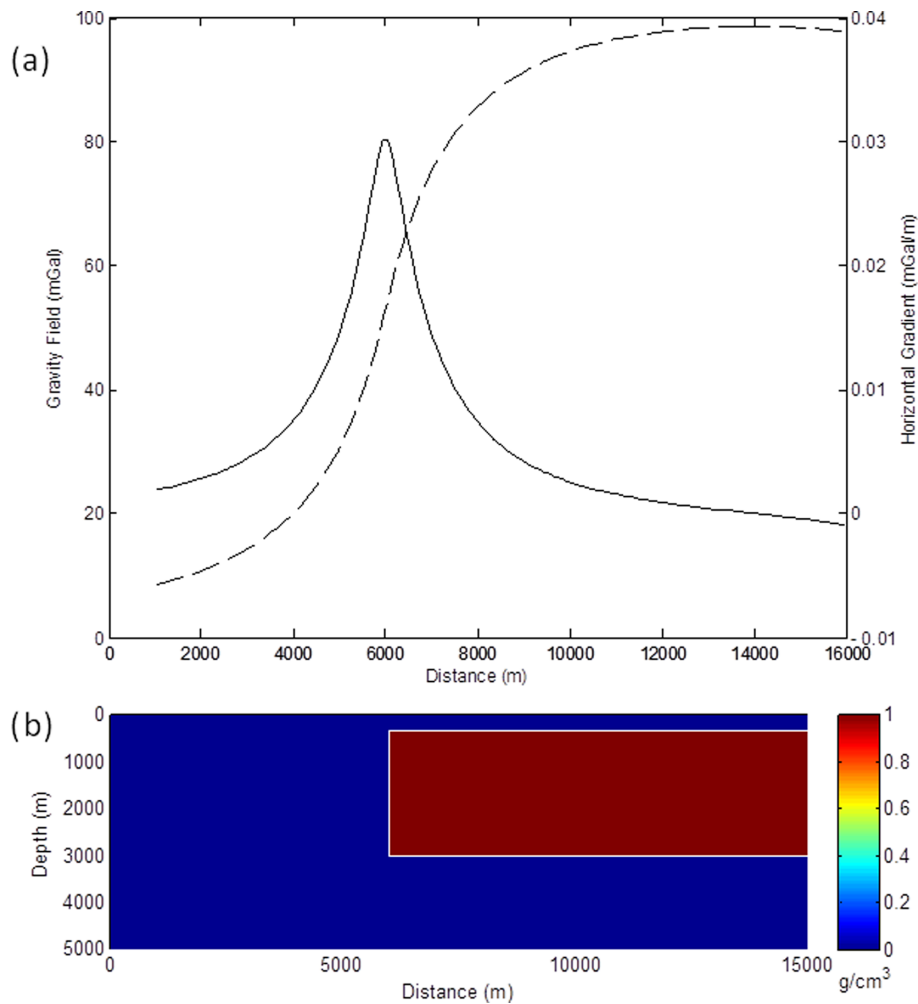 (a)
Gravity Field (mGal)
100
80
60
40
20
0
0.04
0.03
0.02
0.01
0
-0.01
Horizontal Gradient (mGal/m)
0 2000 4000 6000 8000 10000 12000 14000 16000
Distance (m)
(b)
Depth (m)
0
1000
2000
3000
4000
5000
0 5000 10000 15000
Distance (m)
1
0.8
0.6
0.4
0.2
0
g/cm³